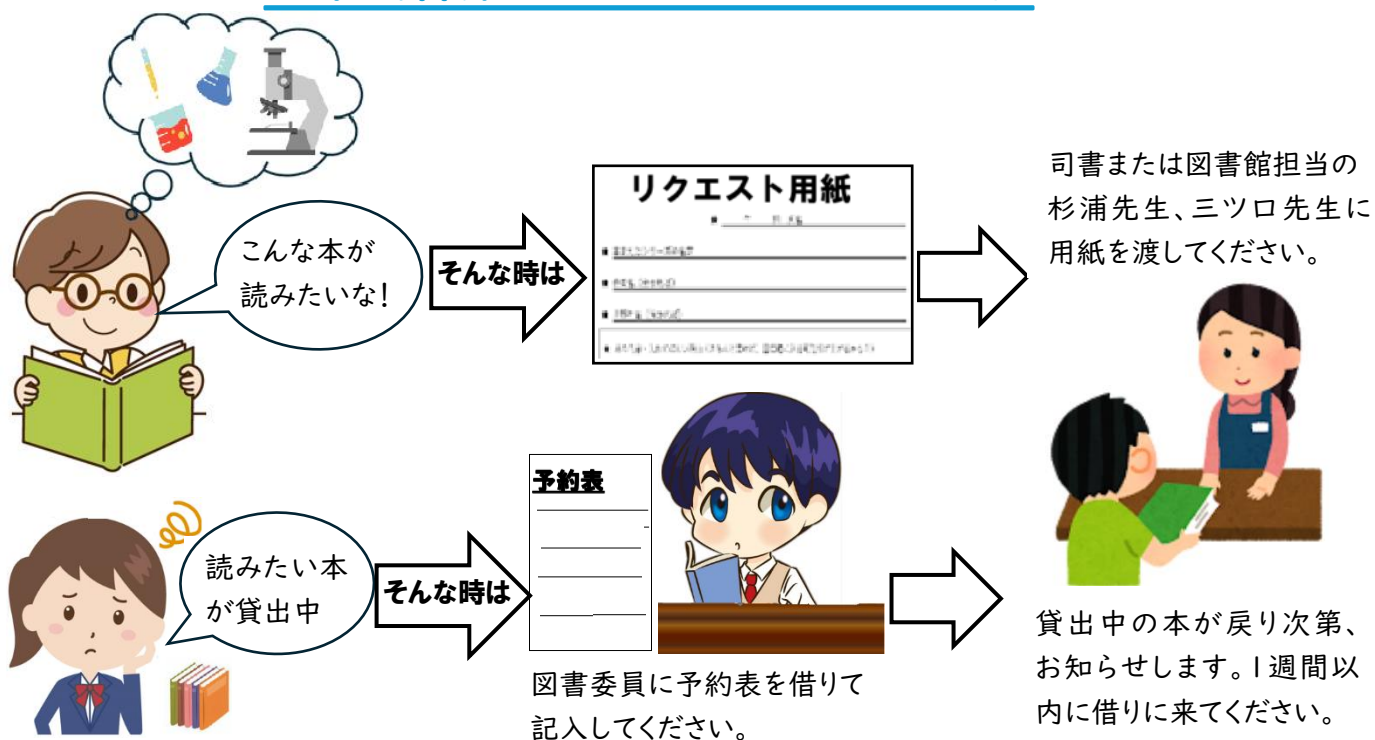 こんな本が
読みたいな!
そんな時は
リクエスト用紙
司書または図書館担当の
杉浦先生、三ツ口先生に
用紙を渡してください。
読みたい本
が貸出中
そんな時は
予約表
図書委員に予約表を借りて
記入してください。
貸出中の本が戻り次第、
お知らせします。1週間以
内に借りに来てください。